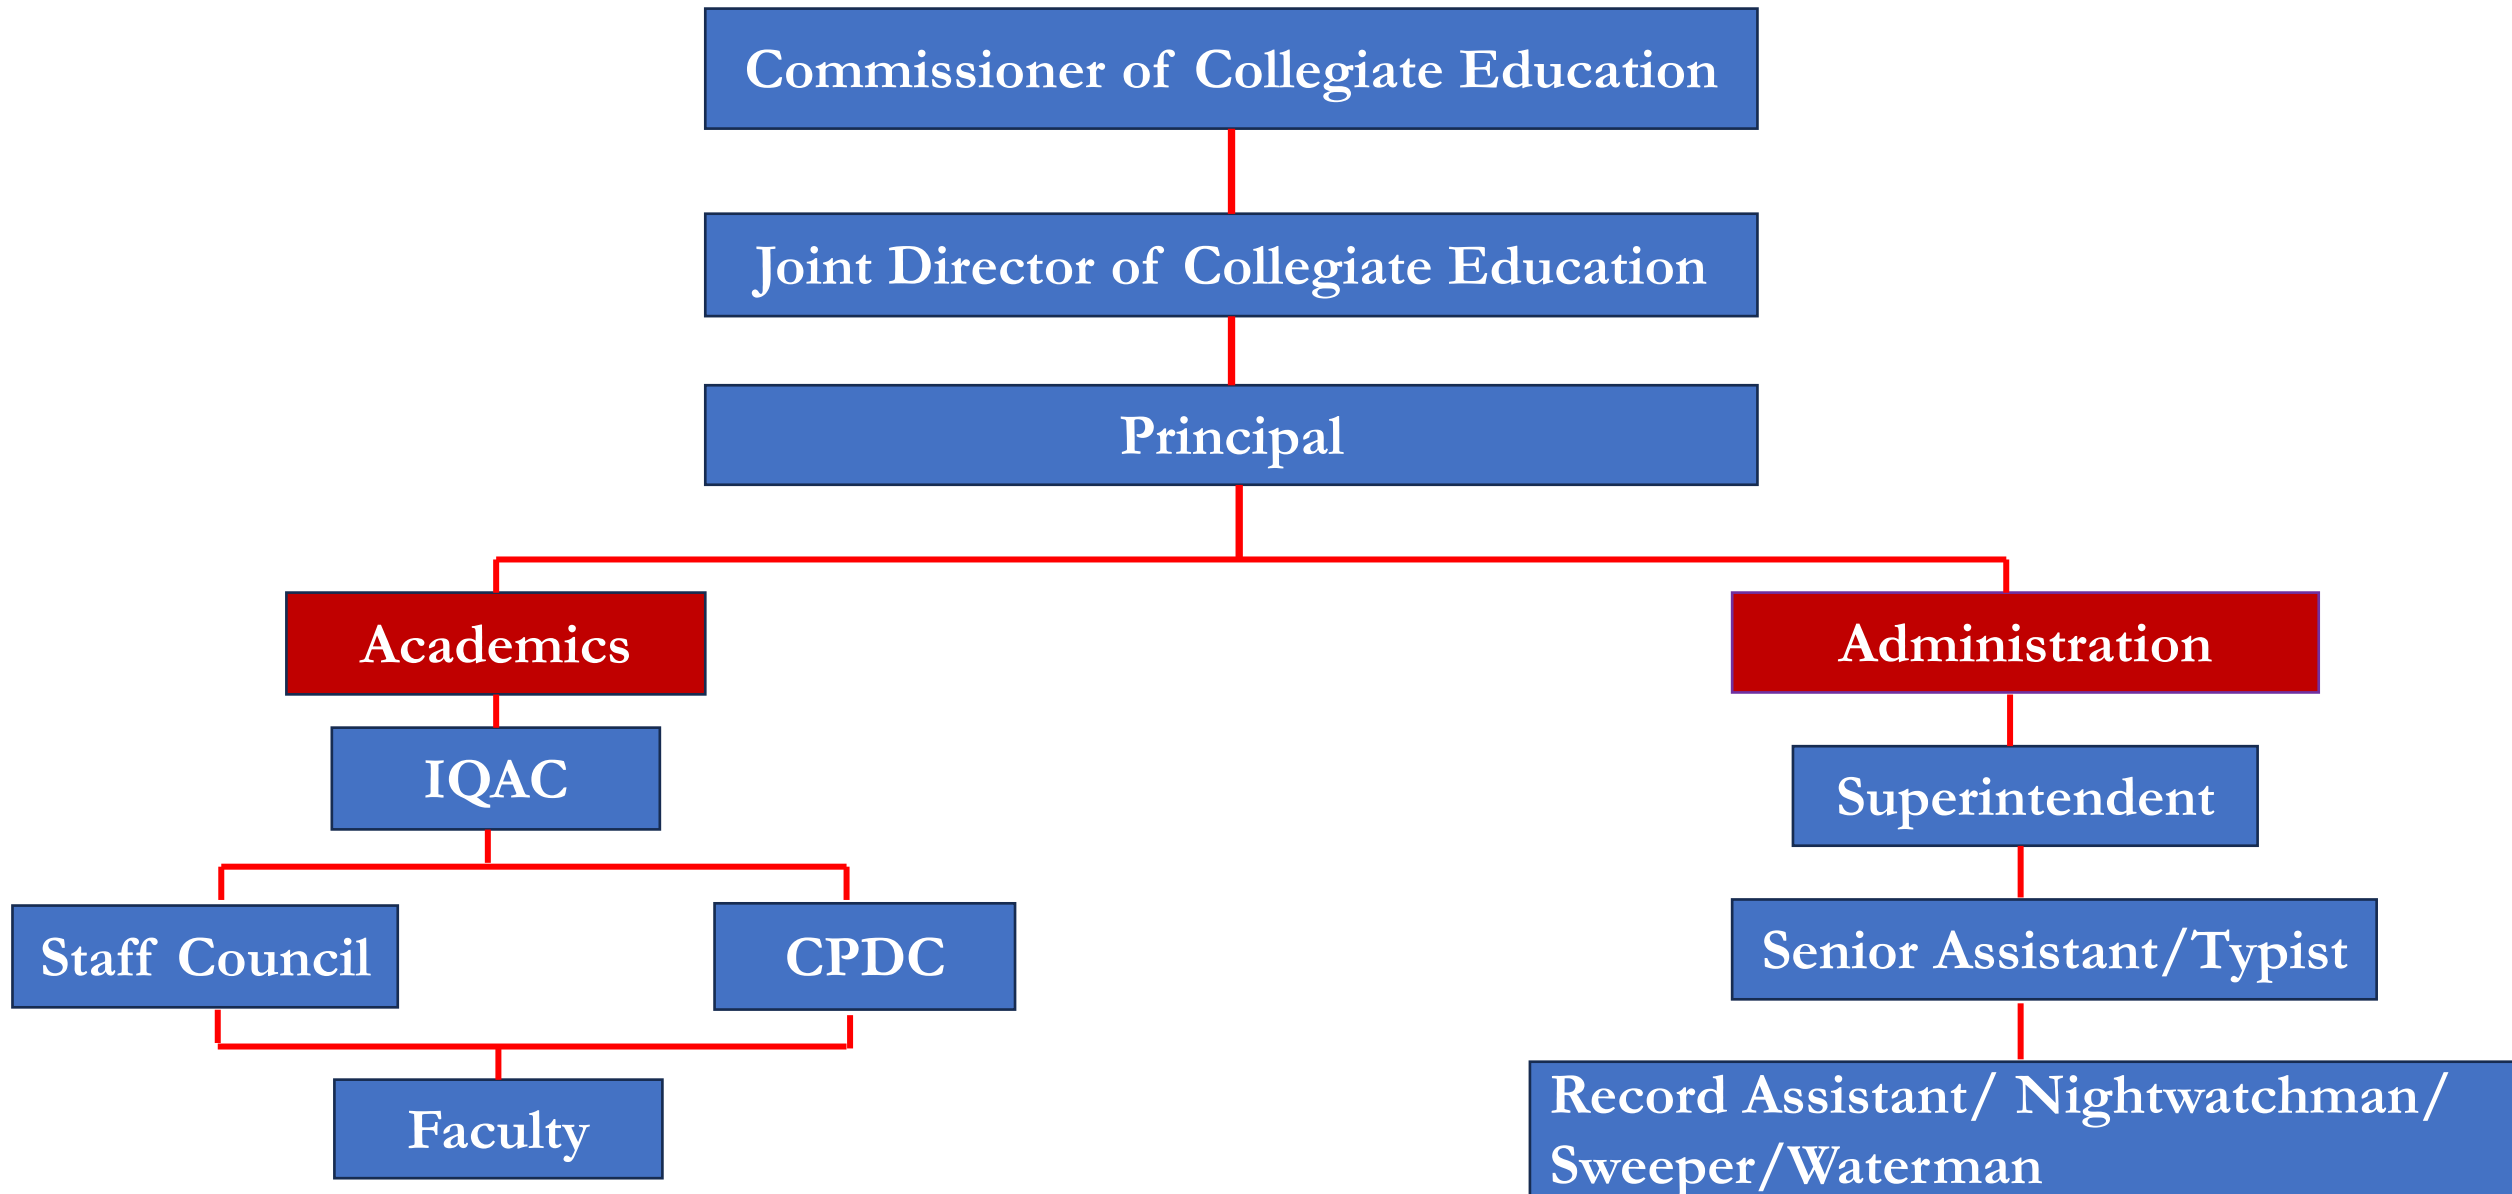 Commissioner of Collegiate Education
Joint Director of Collegiate Education
Principal
Academics
Administration
IQAC
Superintendent
Staff Council
CPDC
Senior Assistant/Typist
Faculty
Record Assistant/ Nightwatchman/
Sweeper/Waterman